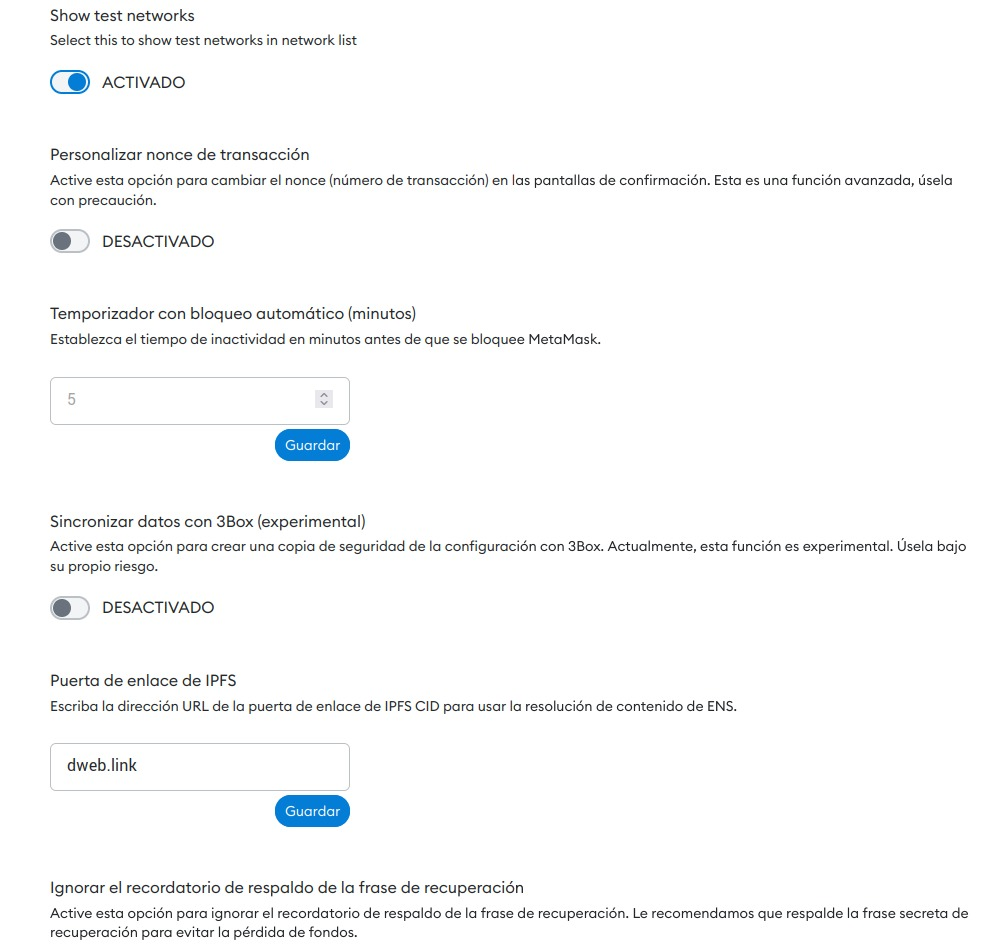 Show test networks
Select this to show test networks in network list
ACTIVADO
Personalizar nonce de transacción
Active esta opción para cambiar el nonce (número de transacción) en las pantallas de confirmación. Esta es una función avanzada, úsela
con precaución.
DESACTIVADO
Temporizador con bloqueo automático (minutos)
Establezca el tiempo de inactividad en minutos antes de que se bloquee MetaMask.
5
Guardar
Sincronizar datos con 3Box (experimental)
Active esta opción para crear una copia de seguridad de la configuración con 3Box. Actualmente, esta función es experimental. Úsela bajo
su propio riesgo.
DESACTIVADO
Puerta de enlace de IPFS
Escriba la dirección URL de la puerta de enlace de IPFS CID para usar la resolución de contenido de ENS.
dweb.link
Guardar
Ignorar el recordatorio de respaldo de la frase de recuperación
Active esta opción para ignorar el recordatorio de respaldo de la frase de recuperación. Le recomendamos que respalde la frase secreta de
recuperación para evitar la pérdida de fondos.